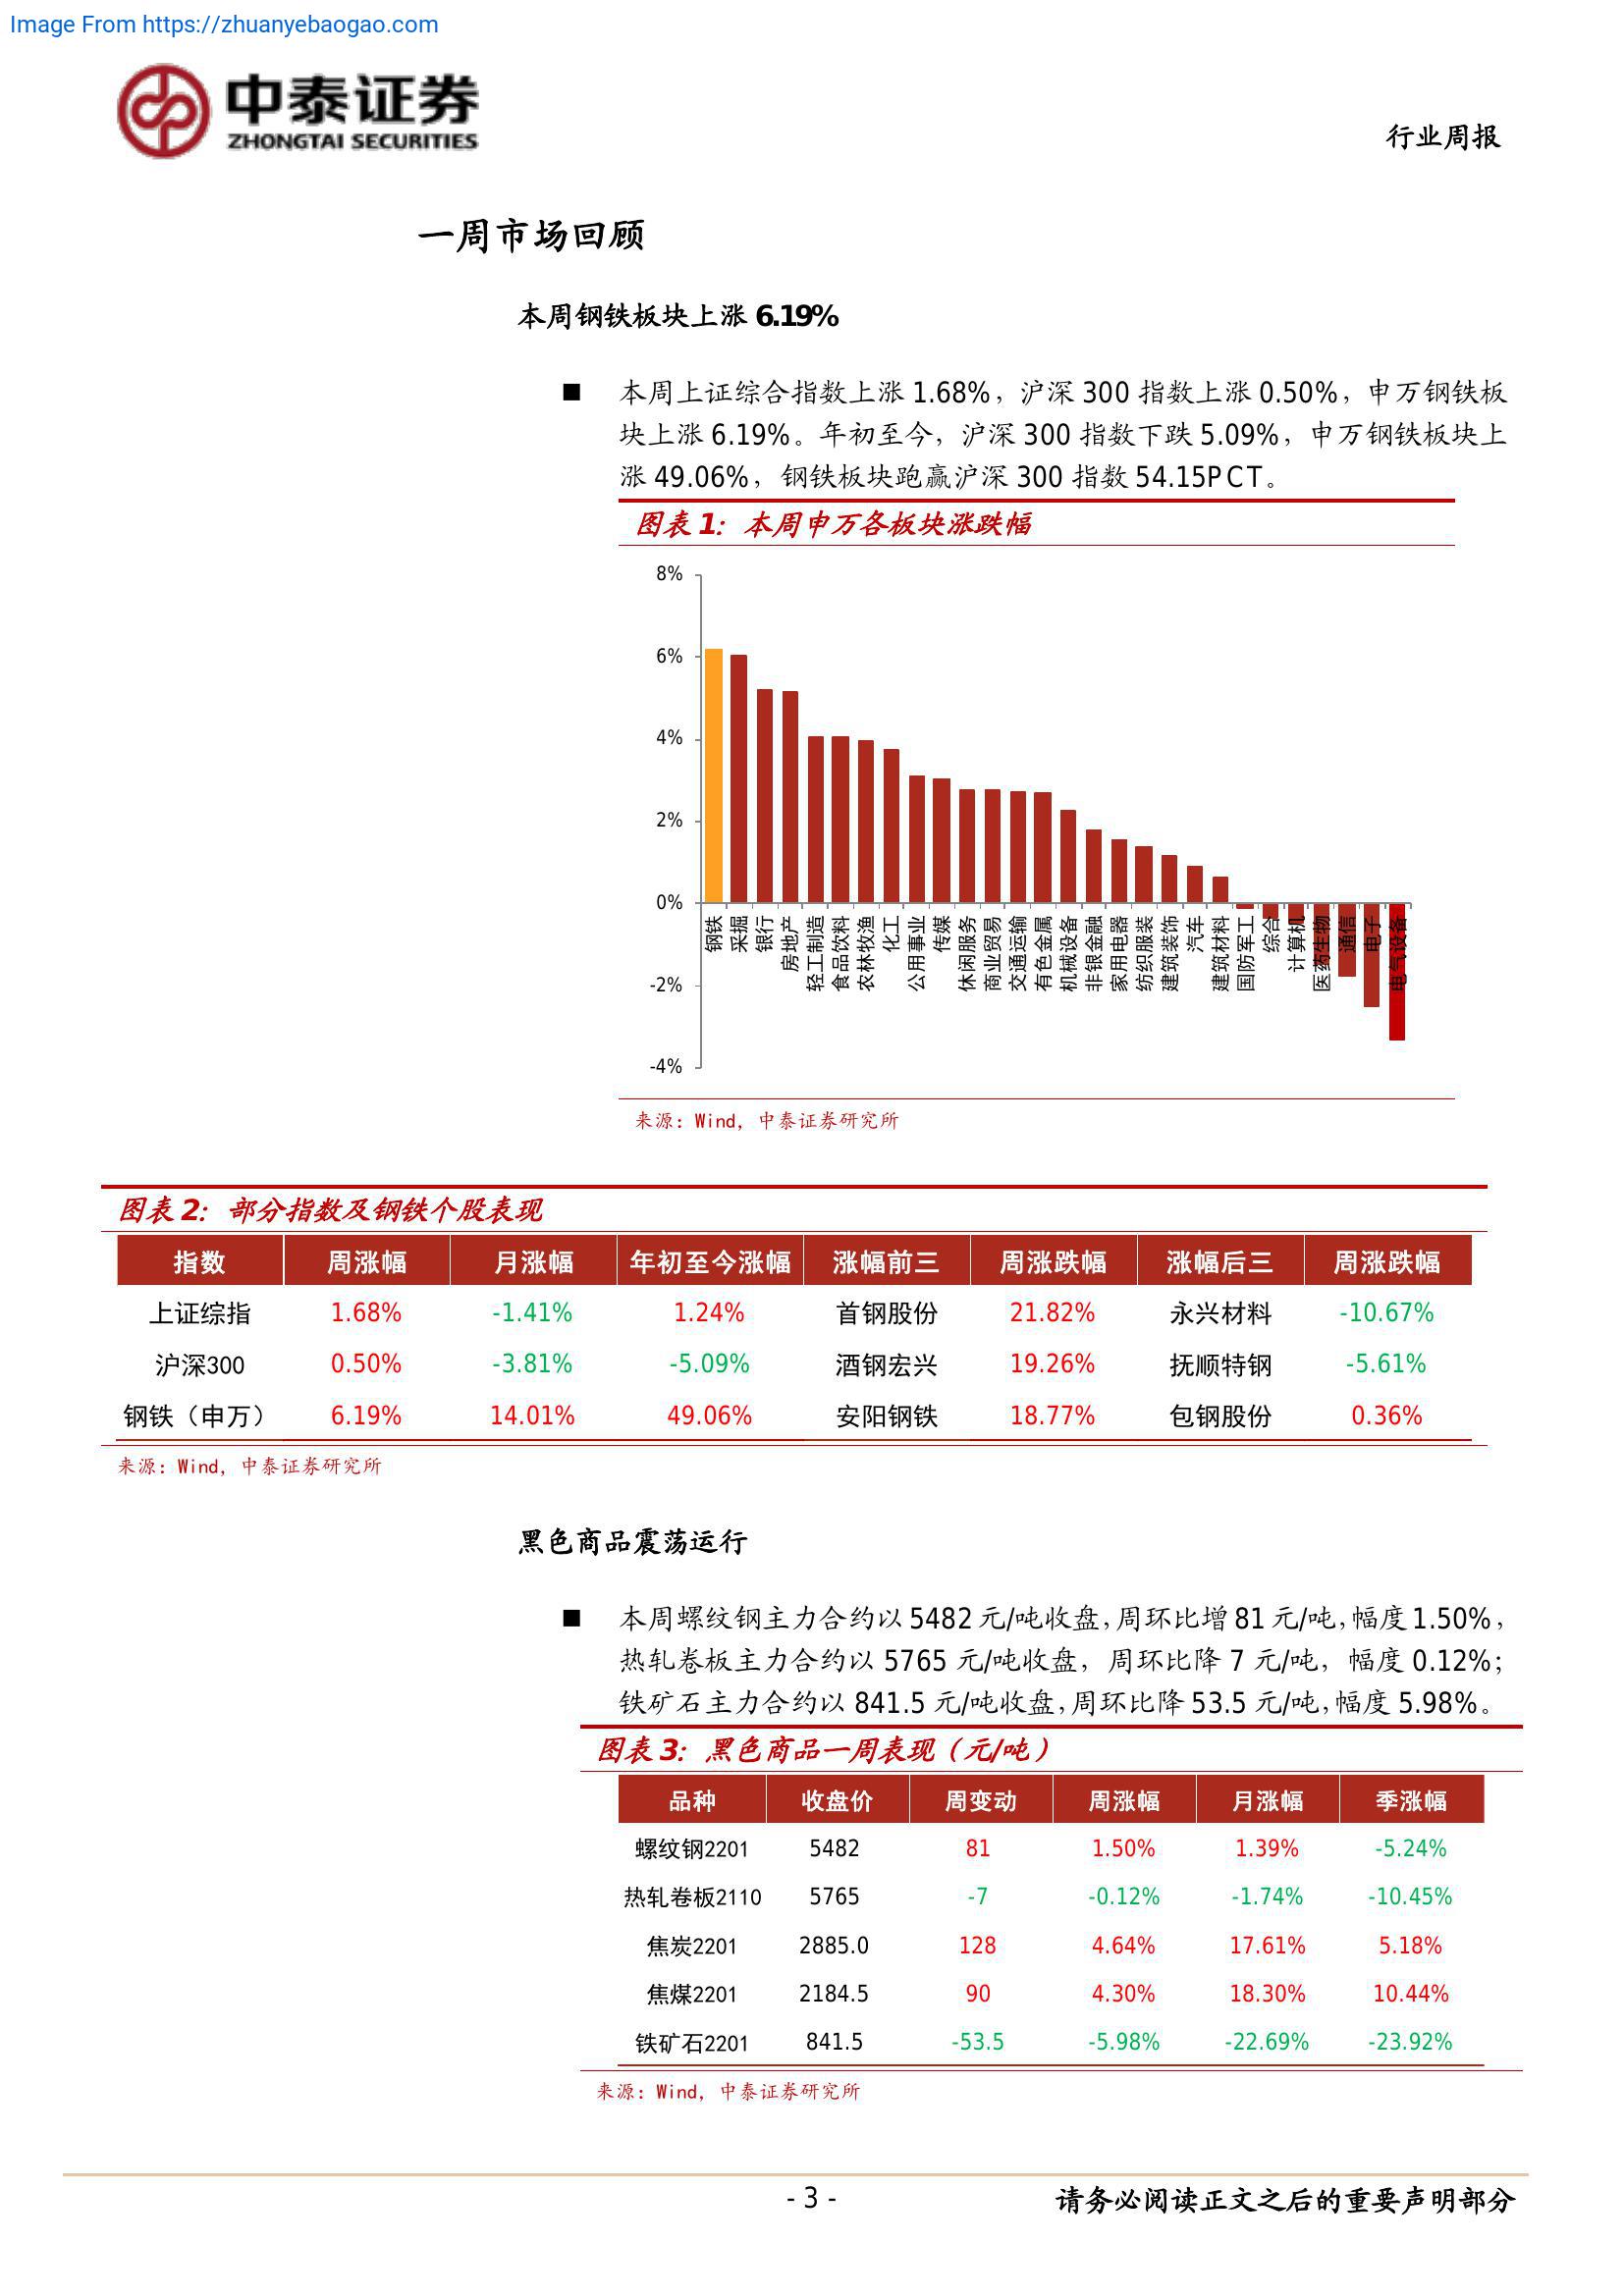 Image From https://zhuanyebaogao.com
中泰证券
ZHONGTAI SECURITIES
行业周报
一周市场回顾
本周钢铁板块上涨 6.19%
■ 本周上证综合指数上涨 1.68%，沪深 300 指数上涨 0.50%，申万钢铁板
块上涨 6.19%。年初至今，沪深 300 指数下跌 5.09%，申万钢铁板块上
涨 49.06%，钢铁板块跑赢沪深 300 指数 54.15PCT。
图表 1：本周申万各板块涨跌幅
8%
6%
4%
2%
0%
-2%
-4%
钢铁
采掘
银行
房地产
轻工制造
食品饮料
农林牧渔
化工
公用事业
传媒
休闲服务
商业贸易
交通运输
有色金属
机械设备
非银金融
家用电器
纺织服装
建筑装饰
汽车
建筑材料
国防军工
综合
计算机
医药生物
通信
电子
电气设备
来源：Wind，中泰证券研究所
图表 2：部分指数及钢铁个股表现
指数 周涨幅 月涨幅 年初至今涨幅 涨幅前三 周涨跌幅 涨幅后三 周涨跌幅
上证综指 1.68% -1.41% 1.24% 首钢股份 21.82% 永兴材料 -10.67%
沪深300 0.50% -3.81% -5.09% 酒钢宏兴 19.26% 抚顺特钢 -5.61%
钢铁（申万） 6.19% 14.01% 49.06% 安阳钢铁 18.77% 包钢股份 0.36%
来源：Wind，中泰证券研究所
黑色商品震荡运行
■ 本周螺纹钢主力合约以 5482 元/吨收盘，周环比增 81 元/吨，幅度 1.50%，
热轧卷板主力合约以 5765 元/吨收盘，周环比降 7 元/吨，幅度 0.12%；
铁矿石主力合约以 841.5 元/吨收盘，周环比降 53.5 元/吨，幅度 5.98%。
图表 3：黑色商品一周表现（元/吨）
品种 收盘价 周变动 周涨幅 月涨幅 季涨幅
螺纹钢2201 5482 81 1.50% 1.39% -5.24%
热轧卷板2110 5765 -7 -0.12% -1.74% -10.45%
焦炭2201 2885.0 128 4.64% 17.61% 5.18%
焦煤2201 2184.5 90 4.30% 18.30% 10.44%
铁矿石2201 841.5 -53.5 -5.98% -22.69% -23.92%
来源：Wind，中泰证券研究所
- 3 -
请务必阅读正文之后的重要声明部分